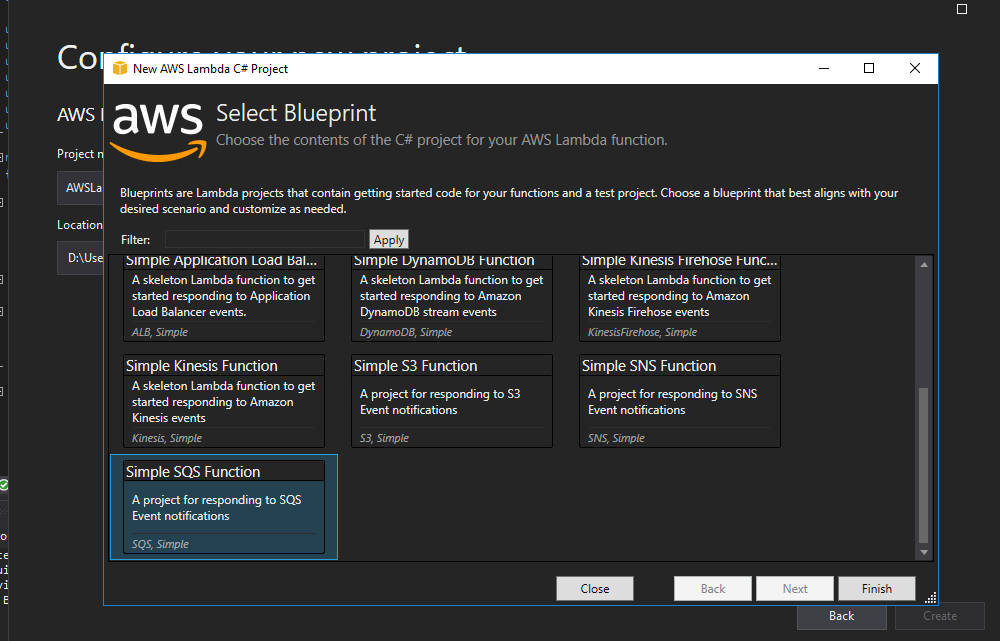 New AWS Lambda C# Project
aws
Select Blueprint
Choose the contents of the C# project for your AWS Lambda function.
AWS
Project
AWSLa
Location
D:\Use
Blueprints are Lambda projects that contain getting started code for your functions and a test project. Choose a blueprint that best aligns with your
desired scenario and customize as needed.
Filter:
Apply
Simple Application Load Bal...
A skeleton Lambda function to get
started responding to Application
Load Balancer events.
ALB, Simple
Simple DynamoDB Function
A skeleton Lambda function to get
started responding to Amazon
DynamoDB stream events
DynamoDB, Simple
Simple Kinesis Firehose Func...
A skeleton Lambda function to get
started responding to Amazon
Kinesis Firehose events
KinesisFirehose, Simple
Simple Kinesis Function
A skeleton Lambda function to get
started responding to Amazon
Kinesis events
Kinesis, Simple
Simple S3 Function
A project for responding to S3
Event notifications
S3, Simple
Simple SNS Function
A project for responding to SNS
Event notifications
SNS, Simple
Simple SQS Function
A project for responding to SQS
Event notifications
SQS, Simple
Close
Back
Next
Finish
Back
Create